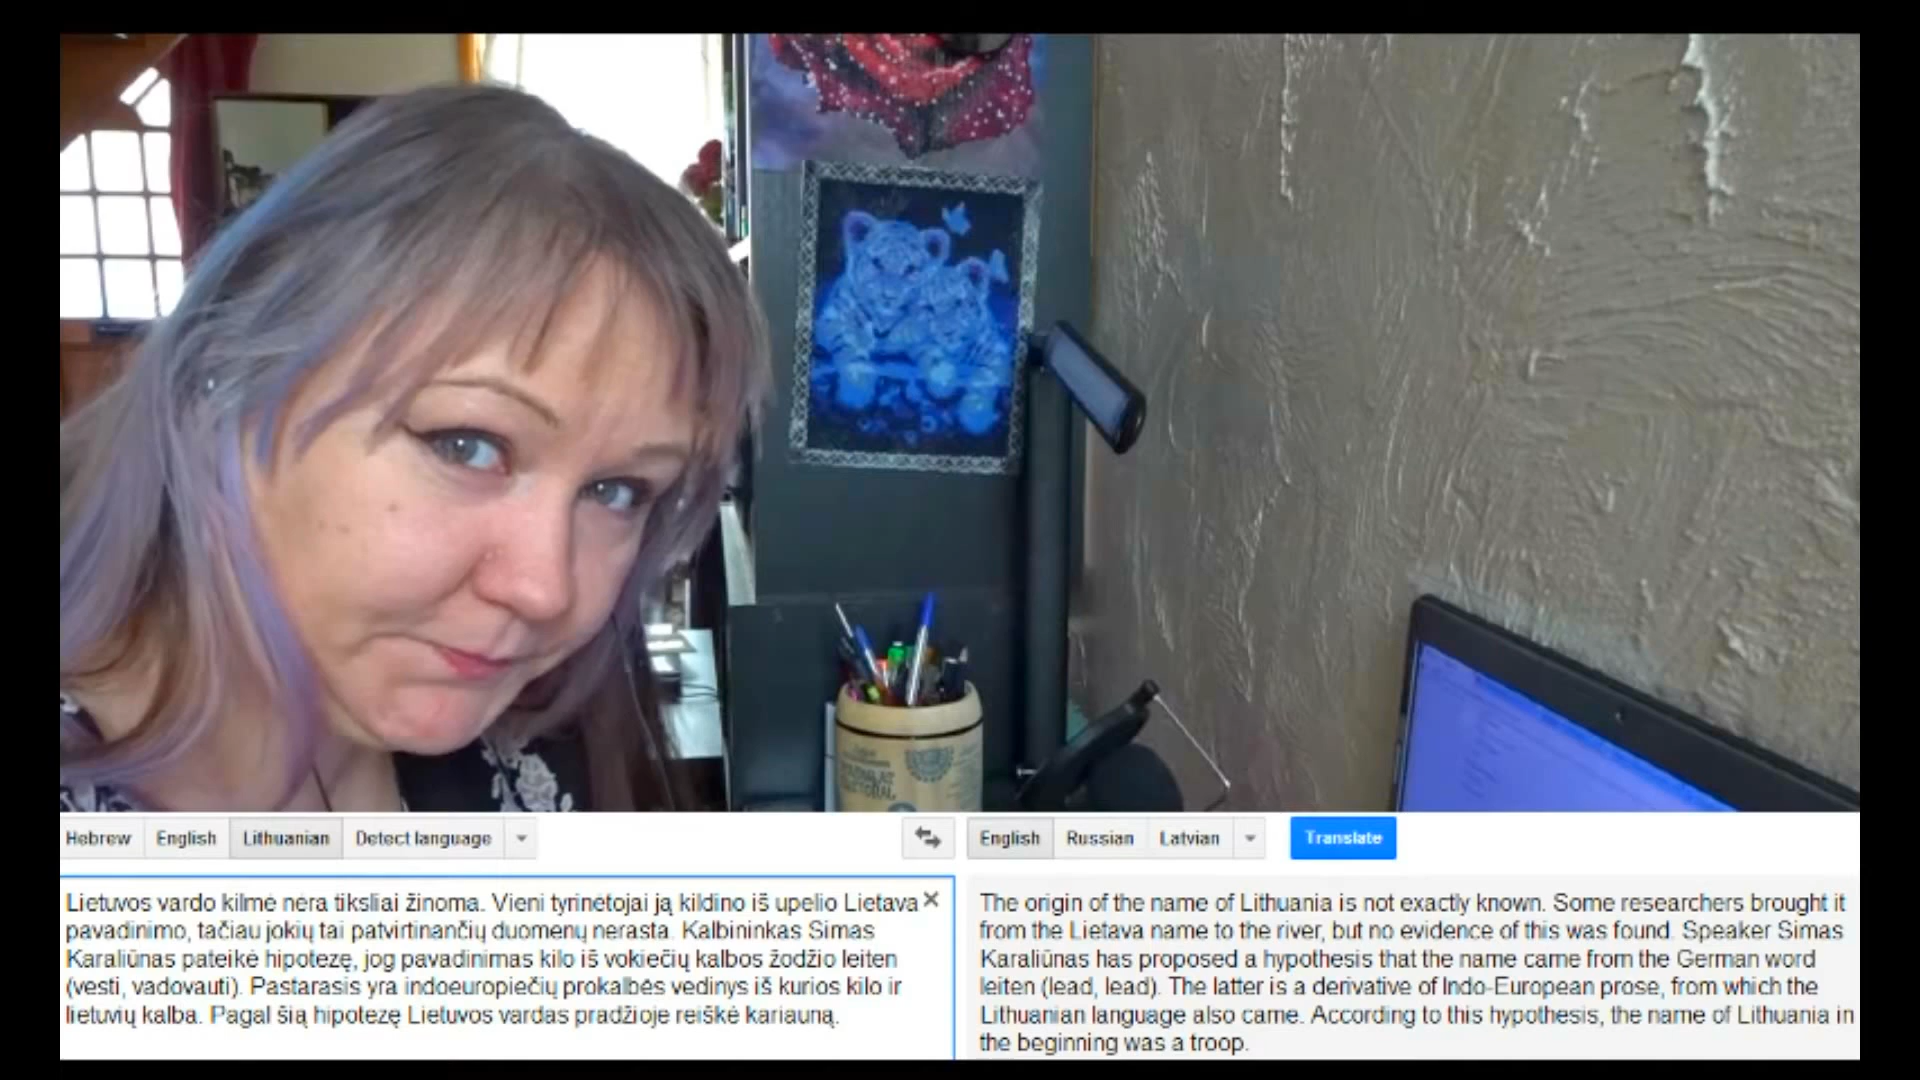 Hebrew English Lithuanian Detect language
English Russian Latvian Translate
Lietuvos vardo kilmė nėra tiksliai žinoma. Vieni tyrinėtojai ją kildino iš upelio Lietava
pavadinimo, tačiau jokių tai patvirtinančių duomenų nerasta. Kalbininkas Simas
Karaliūnas pateikė hipotezę, jog pavadinimas kilo iš vokiečių kalbos žodžio leiten
(vesti, vadovauti). Pastarasis yra indoeuropiečių prokalbės vedinys iš kurios kilo ir
lietuvių kalba. Pagal šią hipotezę Lietuvos vardas pradžioje reiškė kariauną.
The origin of the name of Lithuania is not exactly known. Some researchers brought it
from the Lietava name to the river, but no evidence of this was found. Speaker Simas
Karaliūnas has proposed a hypothesis that the name came from the German word
leiten (lead, lead). The latter is a derivative of Indo-European prose, from which the
Lithuanian language also came. According to this hypothesis, the name of Lithuania in
the beginning was a troop.